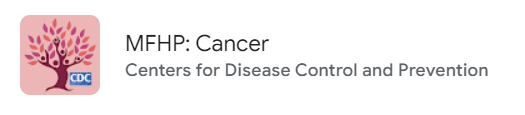 CDC
MFHP: Cancer
Centers for Disease Control and Prevention